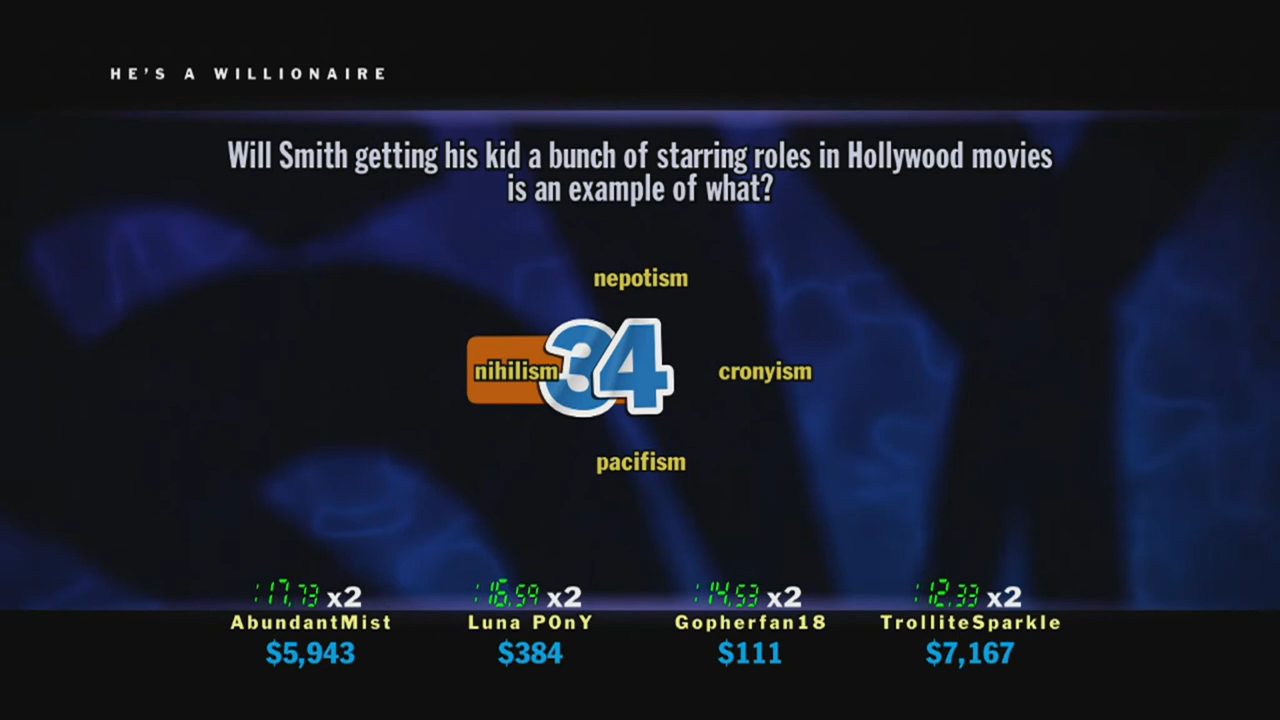 HE'S A WILLIONAIRE
Will Smith getting his kid a bunch of starring roles in Hollywood movies
is an example of what?
nepotism
nihilism 34 cronyism
pacifism
:17.73 x2 :16.59 x2 :14.53 x2 :12.33 x2
AbundantMist Luna P0nY Gopherfan18 TrolliteSparkle
$5,943 $384 $111 $7,167